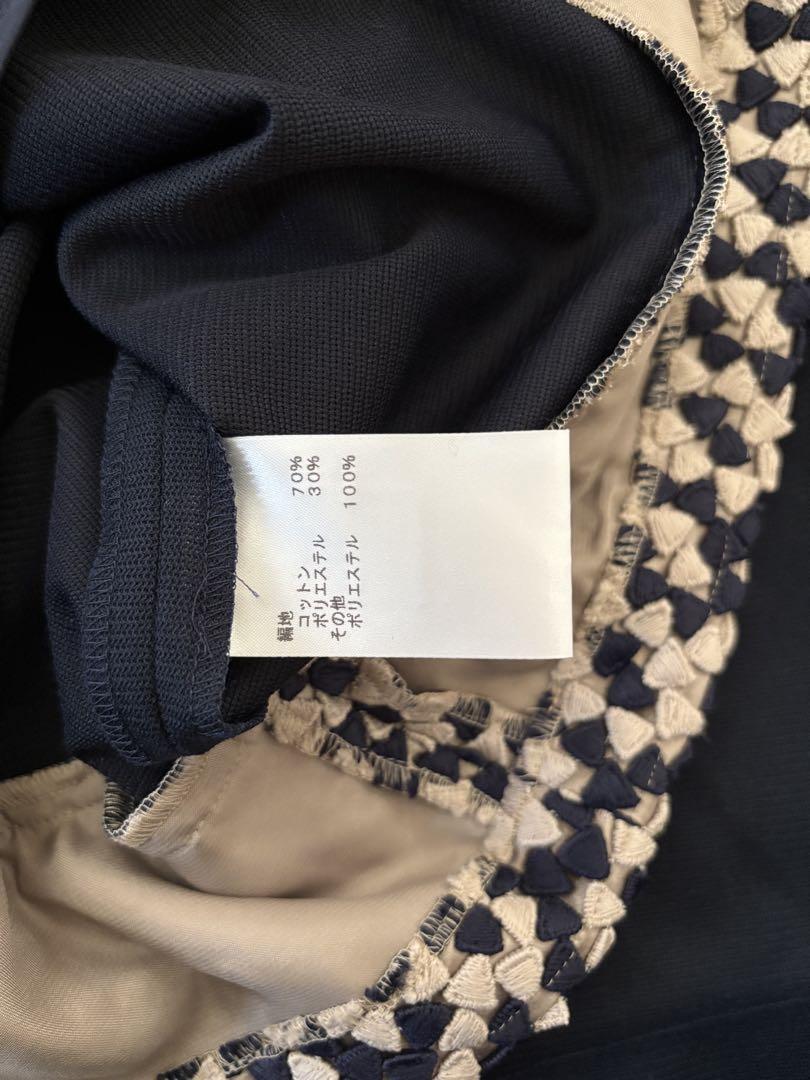 編地
コットン 70%
ポリエステル 30%
その他
ポリエステル 100%